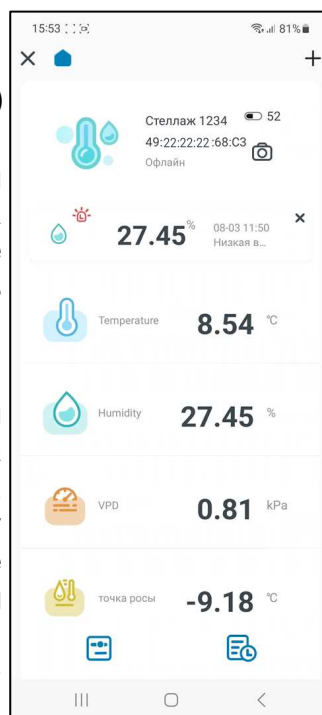 15:53 81%
Стеллаж 1234 52
49:22:22:22:68:C3
Офлайн
27.45 % 08-03 11:50
Низкая в...
Temperature 8.54 °C
Humidity 27.45 %
VPD 0.81 kPa
точка росы -9.18 °C